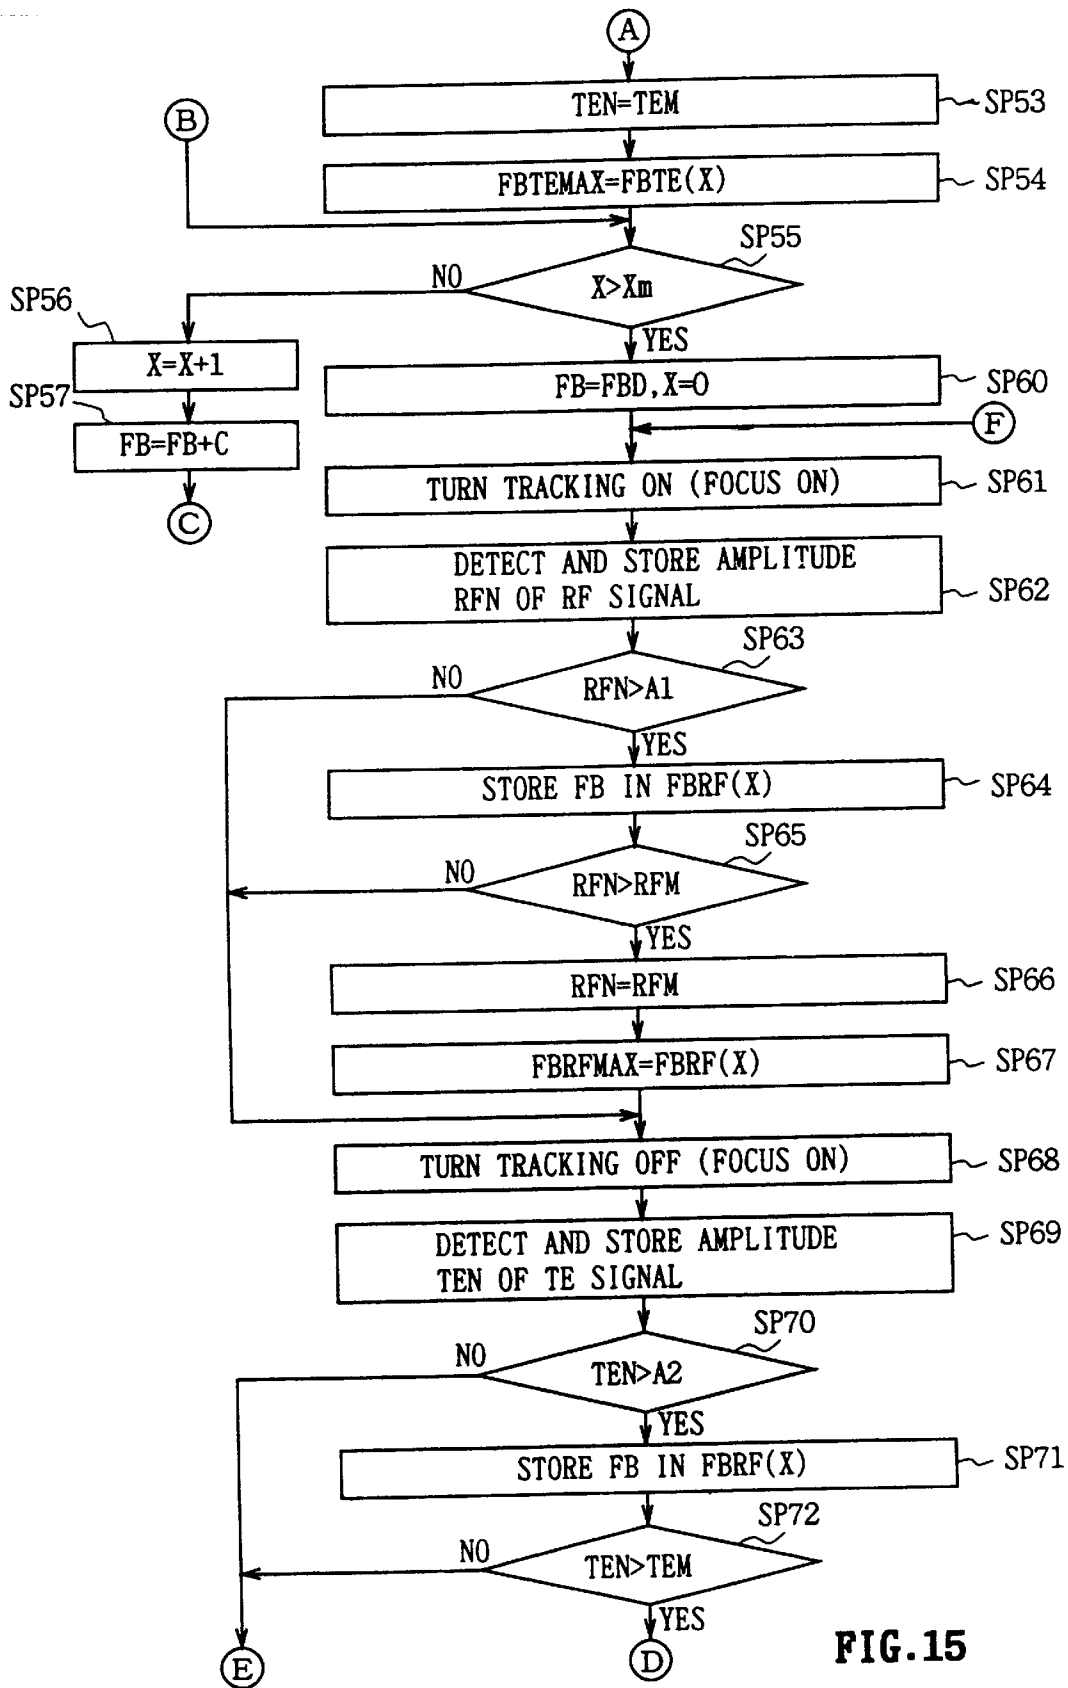 A
TEN=TEM
SP53
B
FBTEMAX=FBTE(X)
SP54
SP55
NO
X>Xm
SP56
YES
X=X+1
FB=FBD,X=0
SP60
SP57
FB=FB+C
F
C
TURN TRACKING ON (FOCUS ON)
SP61
DETECT AND STORE AMPLITUDE
RFN OF RF SIGNAL
SP62
SP63
NO
RFN>A1
YES
STORE FB IN FBRF(X)
SP64
SP65
NO
RFN>RFM
YES
RFN=RFM
SP66
FBRFMAX=FBRF(X)
SP67
TURN TRACKING OFF (FOCUS ON)
SP68
DETECT AND STORE AMPLITUDE
TEN OF TE SIGNAL
SP69
SP70
NO
TEN>A2
YES
STORE FB IN FBRF(X)
SP71
SP72
NO
TEN>TEM
YES
E
D
FIG.15